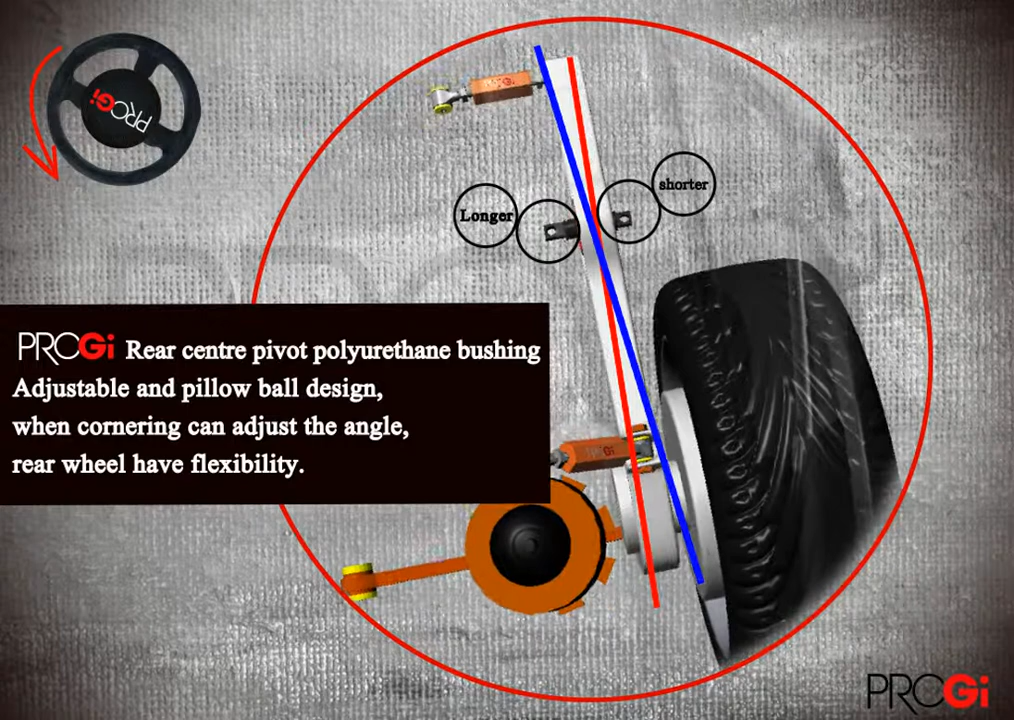 PROGi
Longer
shorter
PROGi Rear centre pivot polyurethane bushing
Adjustable and pillow ball design,
when cornering can adjust the angle,
rear wheel have flexibility.
PROGi